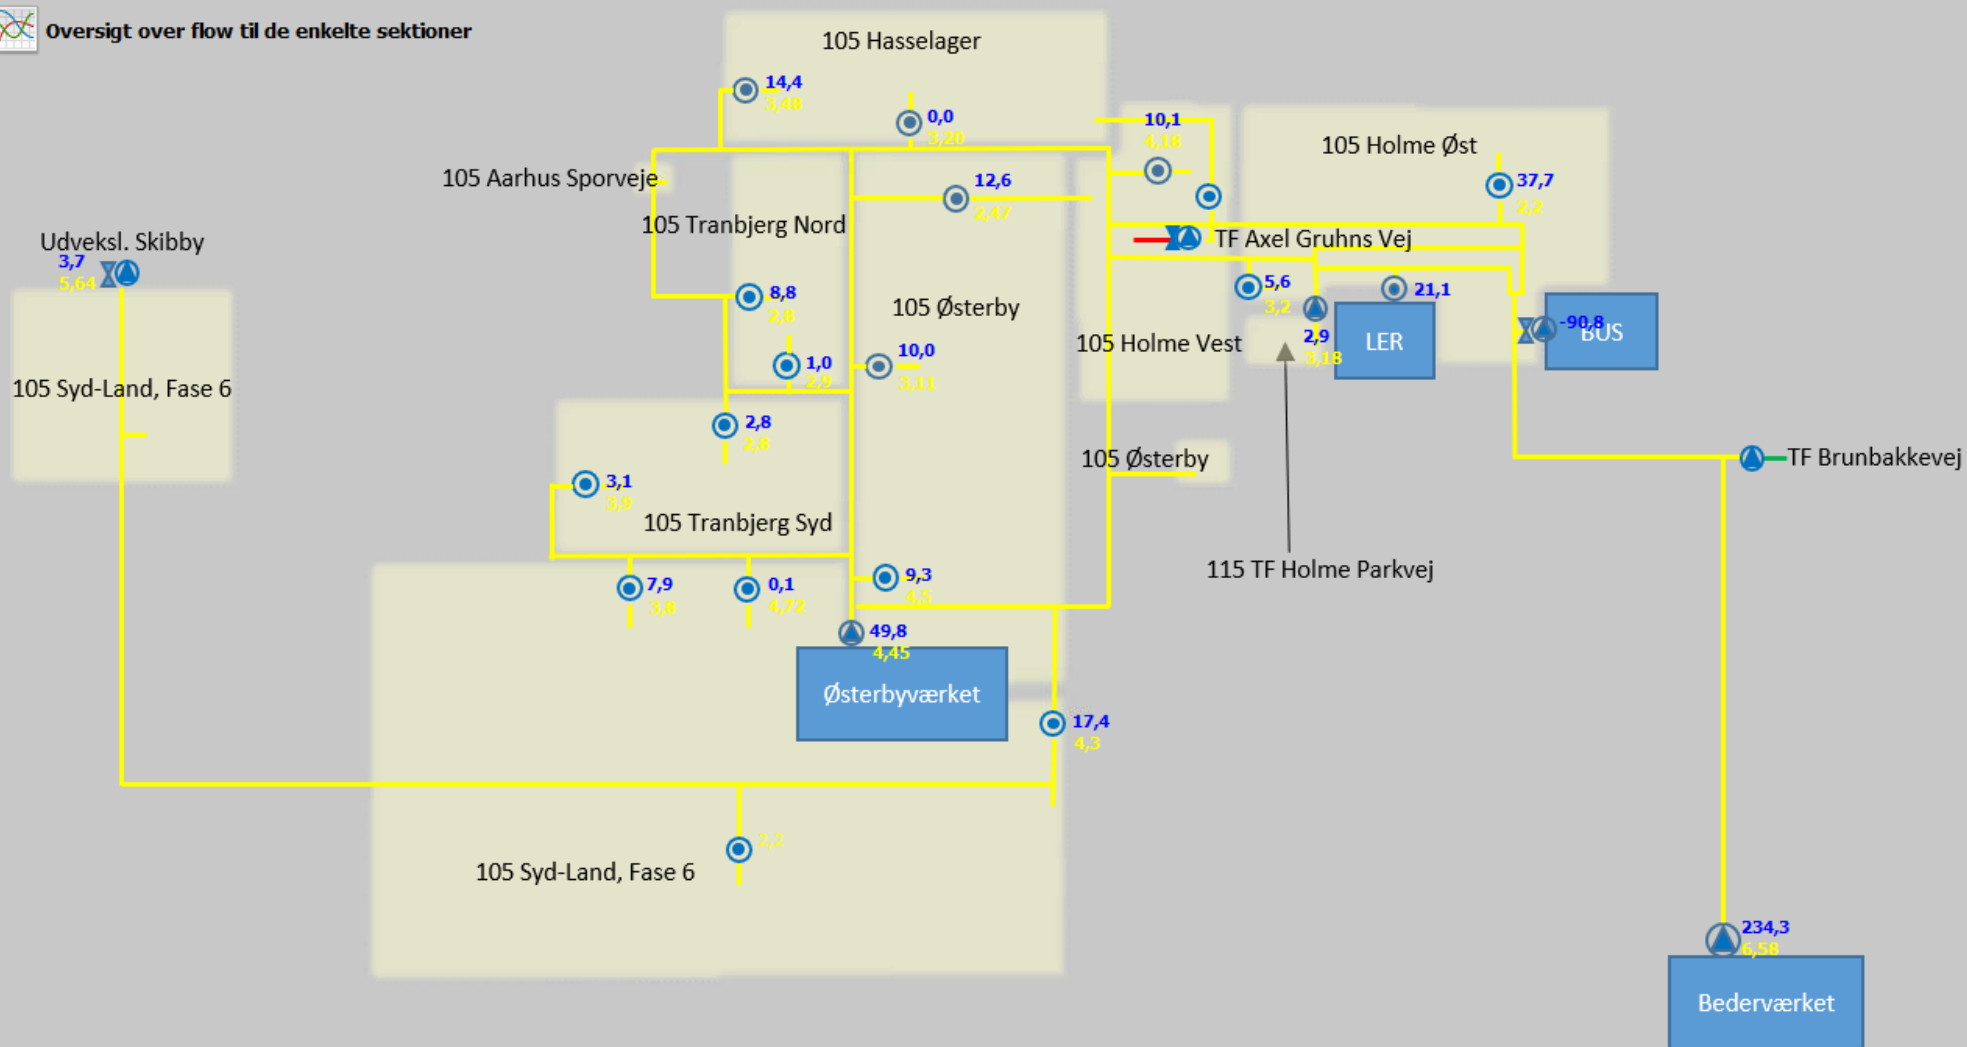 Oversigt over flow til de enkelte sektioner
105 Hasselager
14,4
3,48
0,0
3,20
10,1
4,18
105 Holme Øst
105 Aarhus Sporveje
12,6
2,47
37,7
2,2
105 Tranbjerg Nord
Udveksl. Skibby
3,7
5,64
TF Axel Gruhns Vej
8,8
2,8
105 Østerby
5,6
3,2
21,1
2,9
3,18
LER
-90,8
BUS
105 Holme Vest
10,0
3,11
1,0
2,9
105 Syd-Land, Fase 6
2,8
2,8
105 Østerby
TF Brunbakkevej
3,1
3,9
105 Tranbjerg Syd
115 TF Holme Parkvej
7,9
3,8
0,1
4,72
9,3
4,5
49,8
4,45
Østerbyværket
17,4
4,3
2,2
105 Syd-Land, Fase 6
234,3
6,58
Bederværket